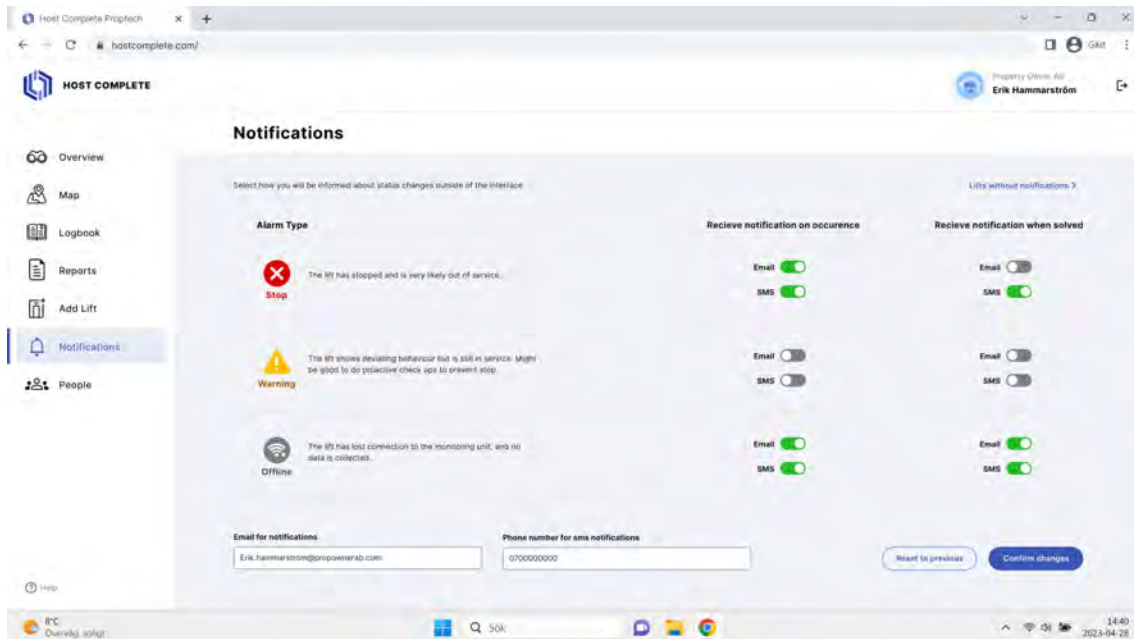 Host Complete Proptech
hostcomplete.com/
Gäst
HOST COMPLETE
Property Owner AB
Erik Hammarström
Notifications
Overview
Map
Logbook
Reports
Add Lift
Notifications
People
Help
Select how you will be informed about status changes outside of the interface
Lifts without notifications >
Alarm Type
Recieve notification on occurence
Recieve notification when solved
The lift has stopped and is very likely out of service.
Stop
Email
SMS
Email
SMS
The lift shows deviating behaviour but is still in service. Might
be good to do proactive check ups to prevent stop.
Warning
Email
SMS
Email
SMS
The lift has lost connection to the monitoring unit, and no
data is collected.
Offline
Email
SMS
Email
SMS
Email for notifications
Phone number for sms notifications
Erik.hammarstrom@propownerab.com
0700000000
Reset to previous
Confirm changes
8°C
Överväg. soligt
Sök
14:40
2023-04-28